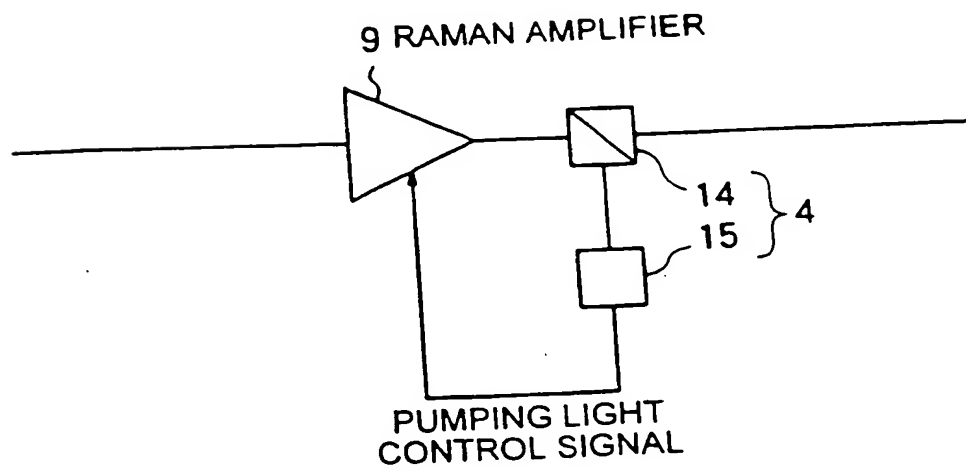 9 RAMAN AMPLIFIER
14
15
4
PUMPING LIGHT
CONTROL SIGNAL